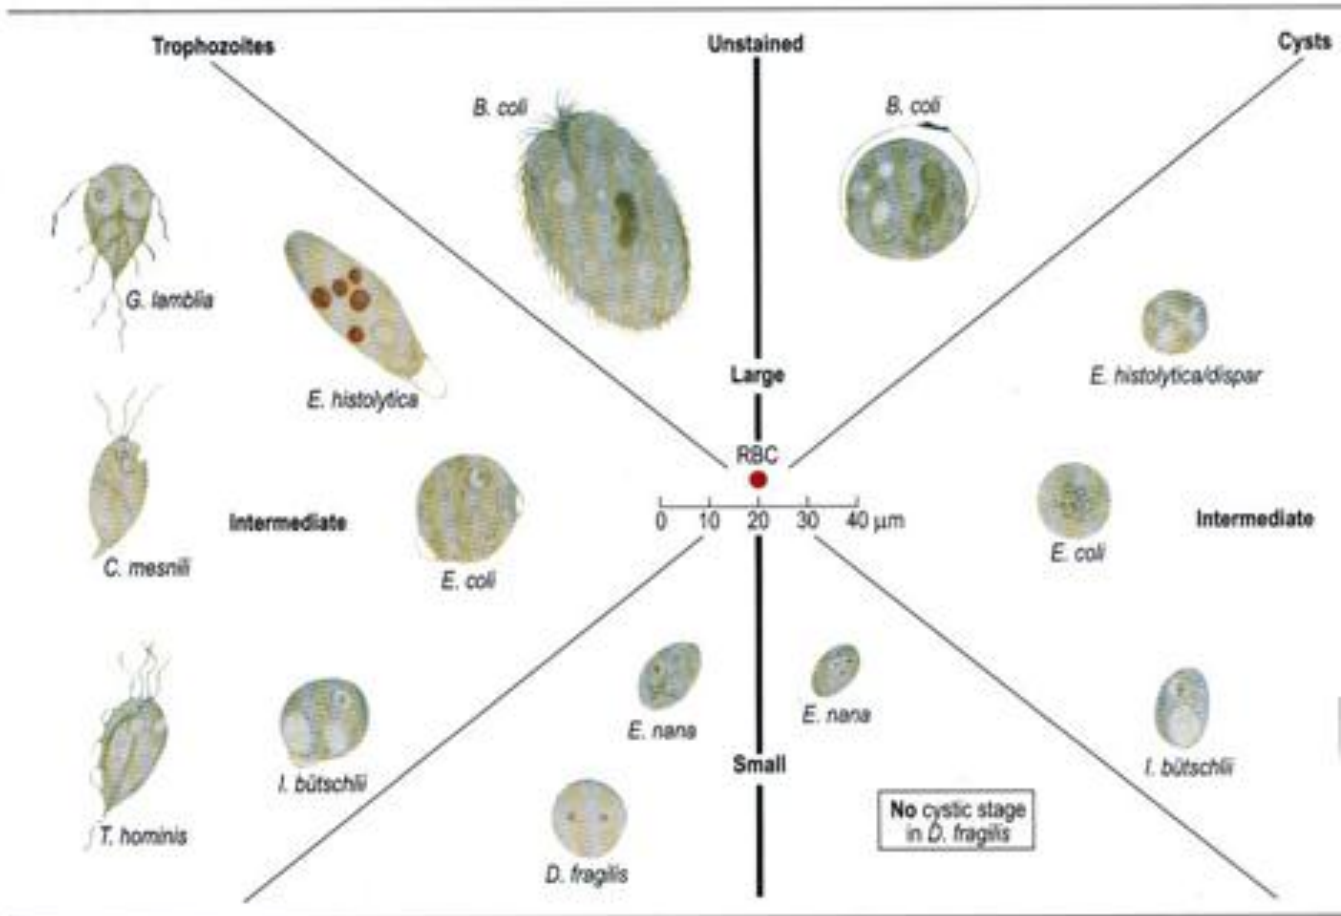 Trophozoites
Unstained
Cysts
B. coli
B. coli
G. lamblia
E. histolytica
E. histolytica/dispar
Large
RBC
0 10 20 30 40 μm
Intermediate
Intermediate
C. mesnili
E. coli
E. coli
E. nana
E. nana
I. bütschlii
I. bütschlii
Small
T. hominis
D. fragilis
No cystic stage
in D. fragilis